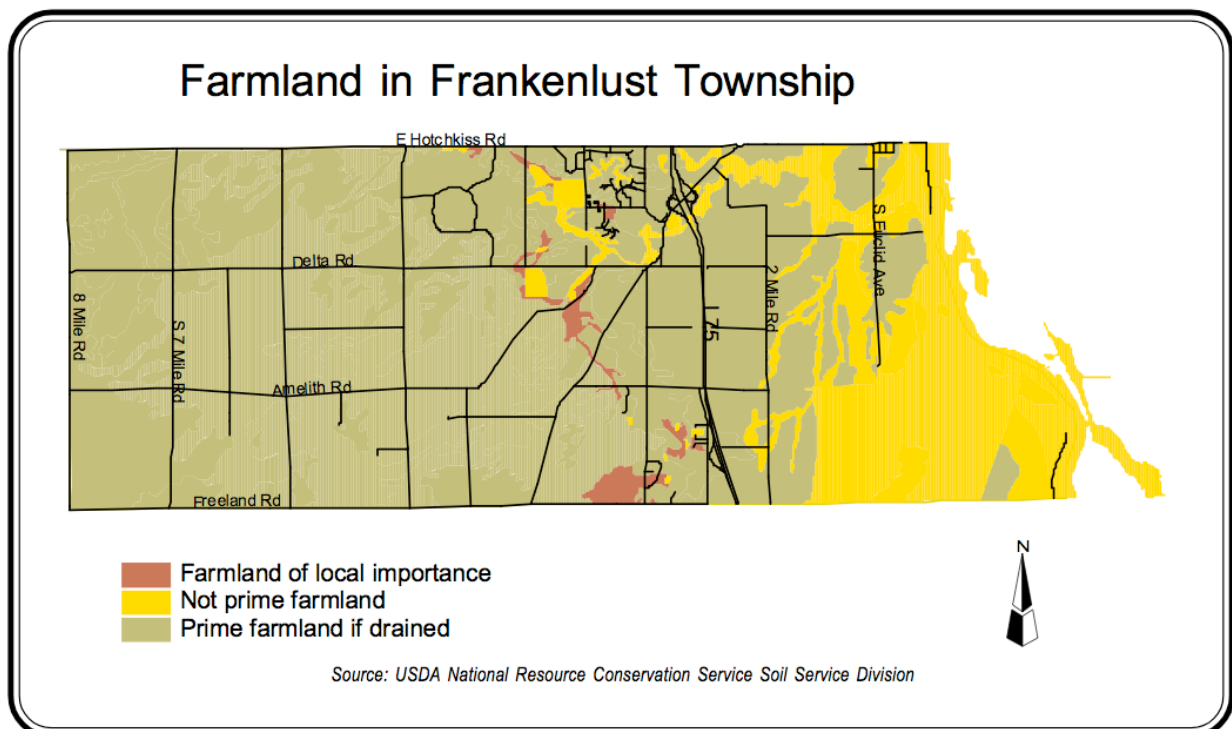 Farmland in Frankenlust Township
E Hotchkiss Rd
Delta Rd
8 Mile Rd
S 7 Mile Rd
Amelith Rd
Freeland Rd
I 75
2 Mile Rd
S Euclid Ave
N
Farmland of local importance
Not prime farmland
Prime farmland if drained
Source: USDA National Resource Conservation Service Soil Service Division